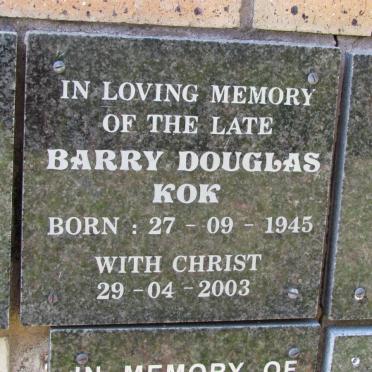 IN LOVING MEMORY
OF THE LATE
BARRY DOUGLAS
KOK
BORN : 27 - 09 - 1945
WITH CHRIST
29 -04 - 2003
IN MEMORY OF